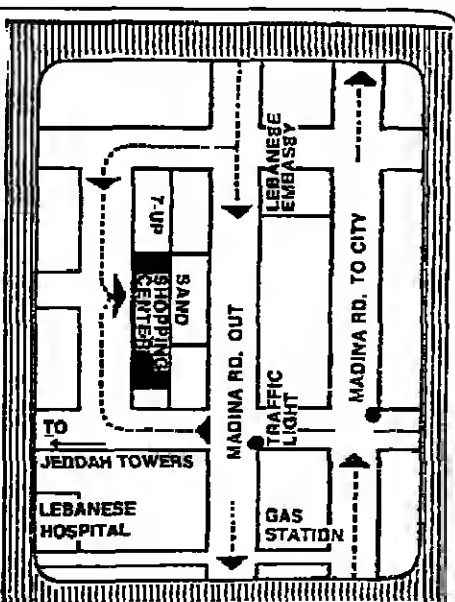 LEBANESE
EMBASSY
7-UP
SAND
SHOPPING
CENTER
MADINA RD. OUT
MADINA RD. TO CITY
TRAFFIC
LIGHT
TO
JEDDAH TOWERS
LEBANESE
HOSPITAL
GAS
STATION